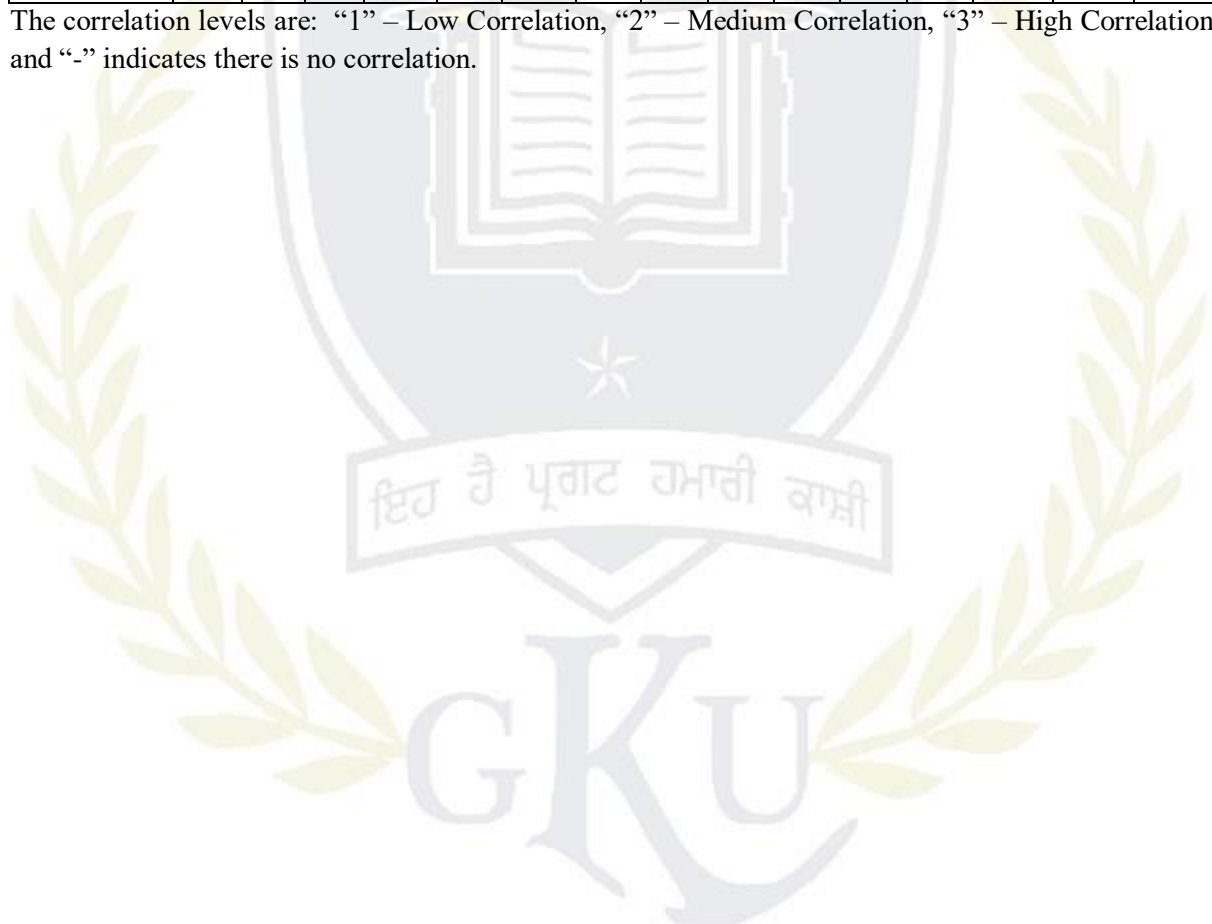 The correlation levels are: “1” – Low Correlation, “2” – Medium Correlation, “3” – High Correlation
and “-” indicates there is no correlation.
ਇਹ ਹੈ ਪ੍ਰਗਟ ਹਮਾਰੀ ਕਾਸ਼ੀ
GKU